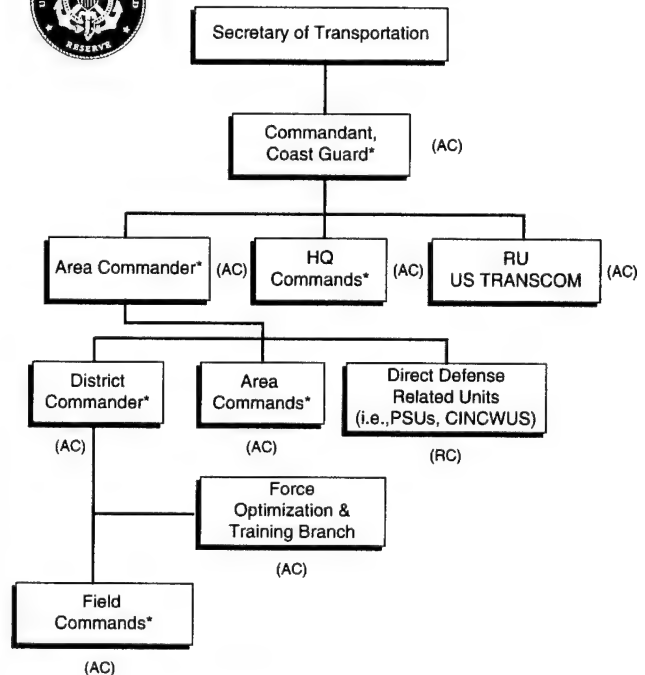 RESERVE
Secretary of Transportation
Commandant,
Coast Guard*
(AC)
Area Commander*
(AC)
HQ
Commands*
(AC)
RU
US TRANSCOM
(AC)
District
Commander*
(AC)
Area
Commands*
(AC)
Direct Defense
Related Units
(i.e.,PSUs, CINCWUS)
(RC)
Force
Optimization &
Training Branch
(AC)
Field
Commands*
(AC)